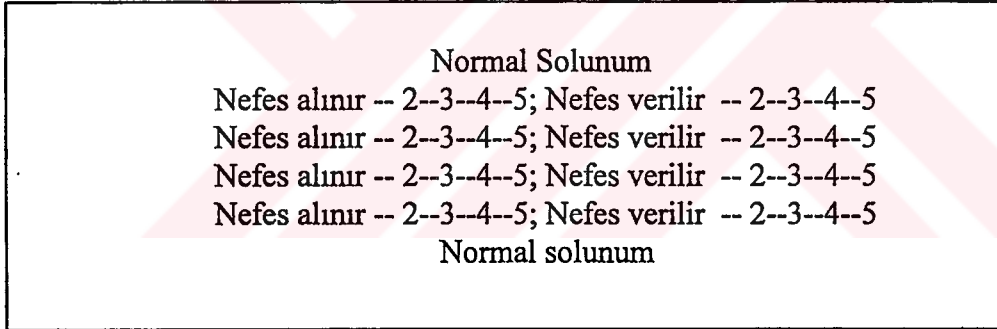 Normal Solunum
Nefes alınır -- 2--3--4--5; Nefes verilir -- 2--3--4--5
Nefes alınır -- 2--3--4--5; Nefes verilir -- 2--3--4--5
Nefes alınır -- 2--3--4--5; Nefes verilir -- 2--3--4--5
Nefes alınır -- 2--3--4--5; Nefes verilir -- 2--3--4--5
Normal solunum